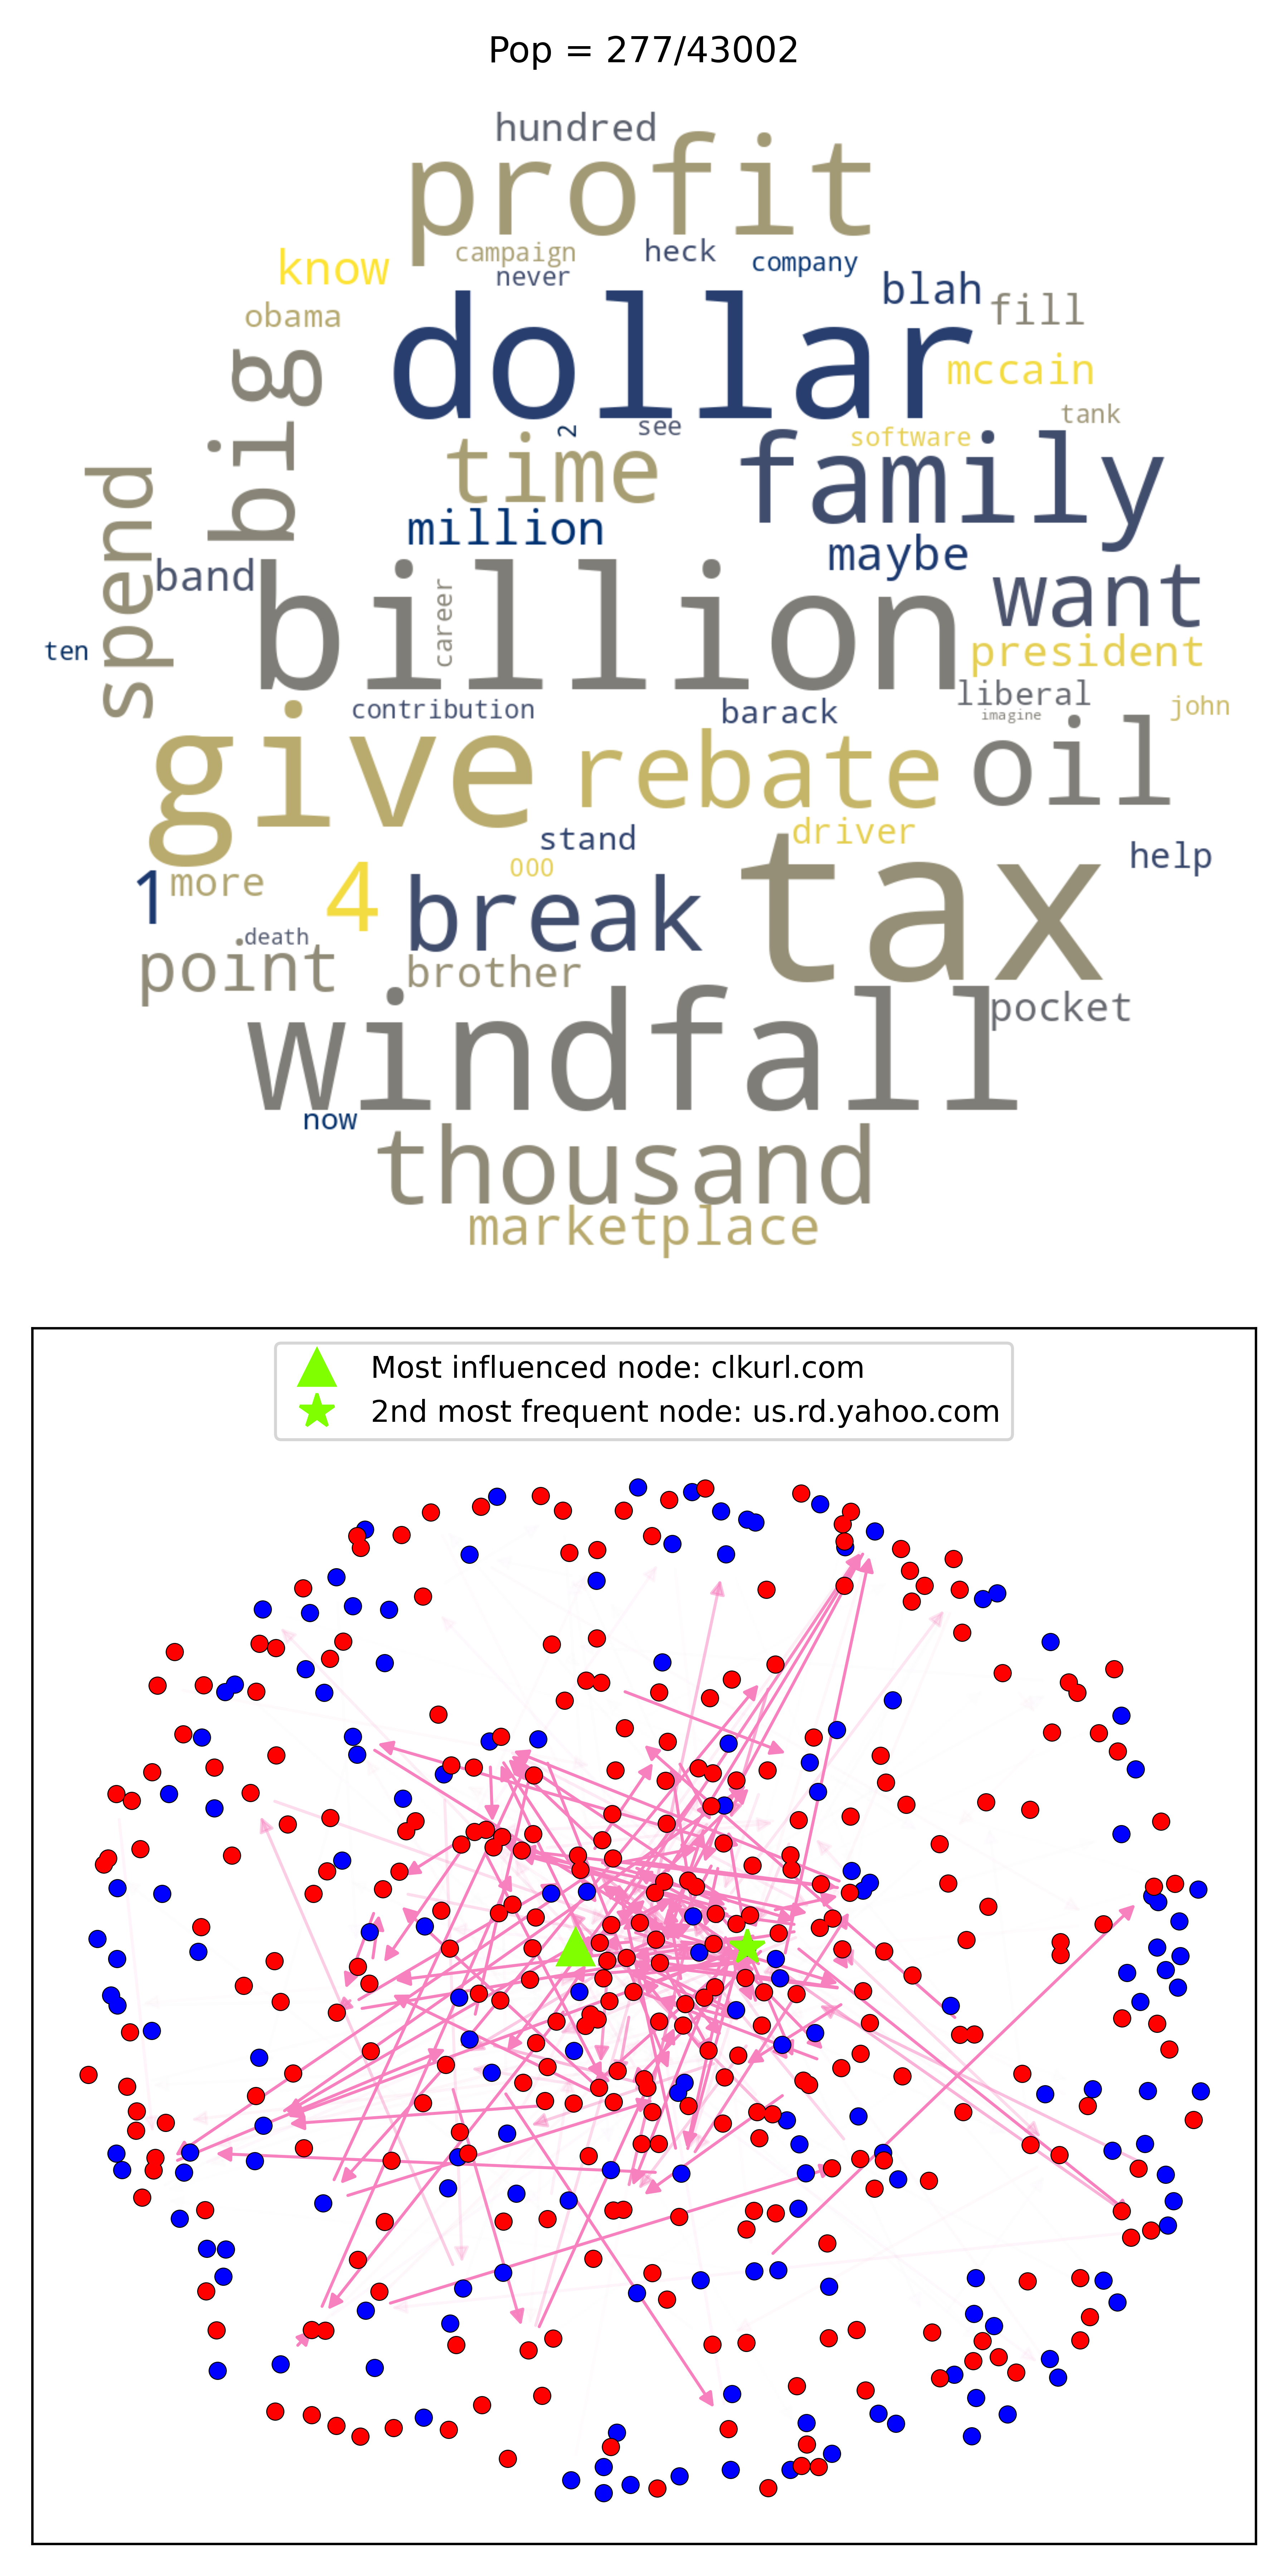 Pop = 277/43002
hundred
profit
campaign
heck
know
never
company
blah
obama
fill
dollar
big
mccain
tank
see
2
software
time
family
spend
million
maybe
band
billion
career
want
ten
president
liberal
contribution
barack
imagine
john
give
rebate
oil
stand
driver
help
000
1
more
4
break
tax
death
point
brother
windfall
pocket
now
thousand
marketplace
Most influenced node: clkurl.com
2nd most frequent node: us.rd.yahoo.com